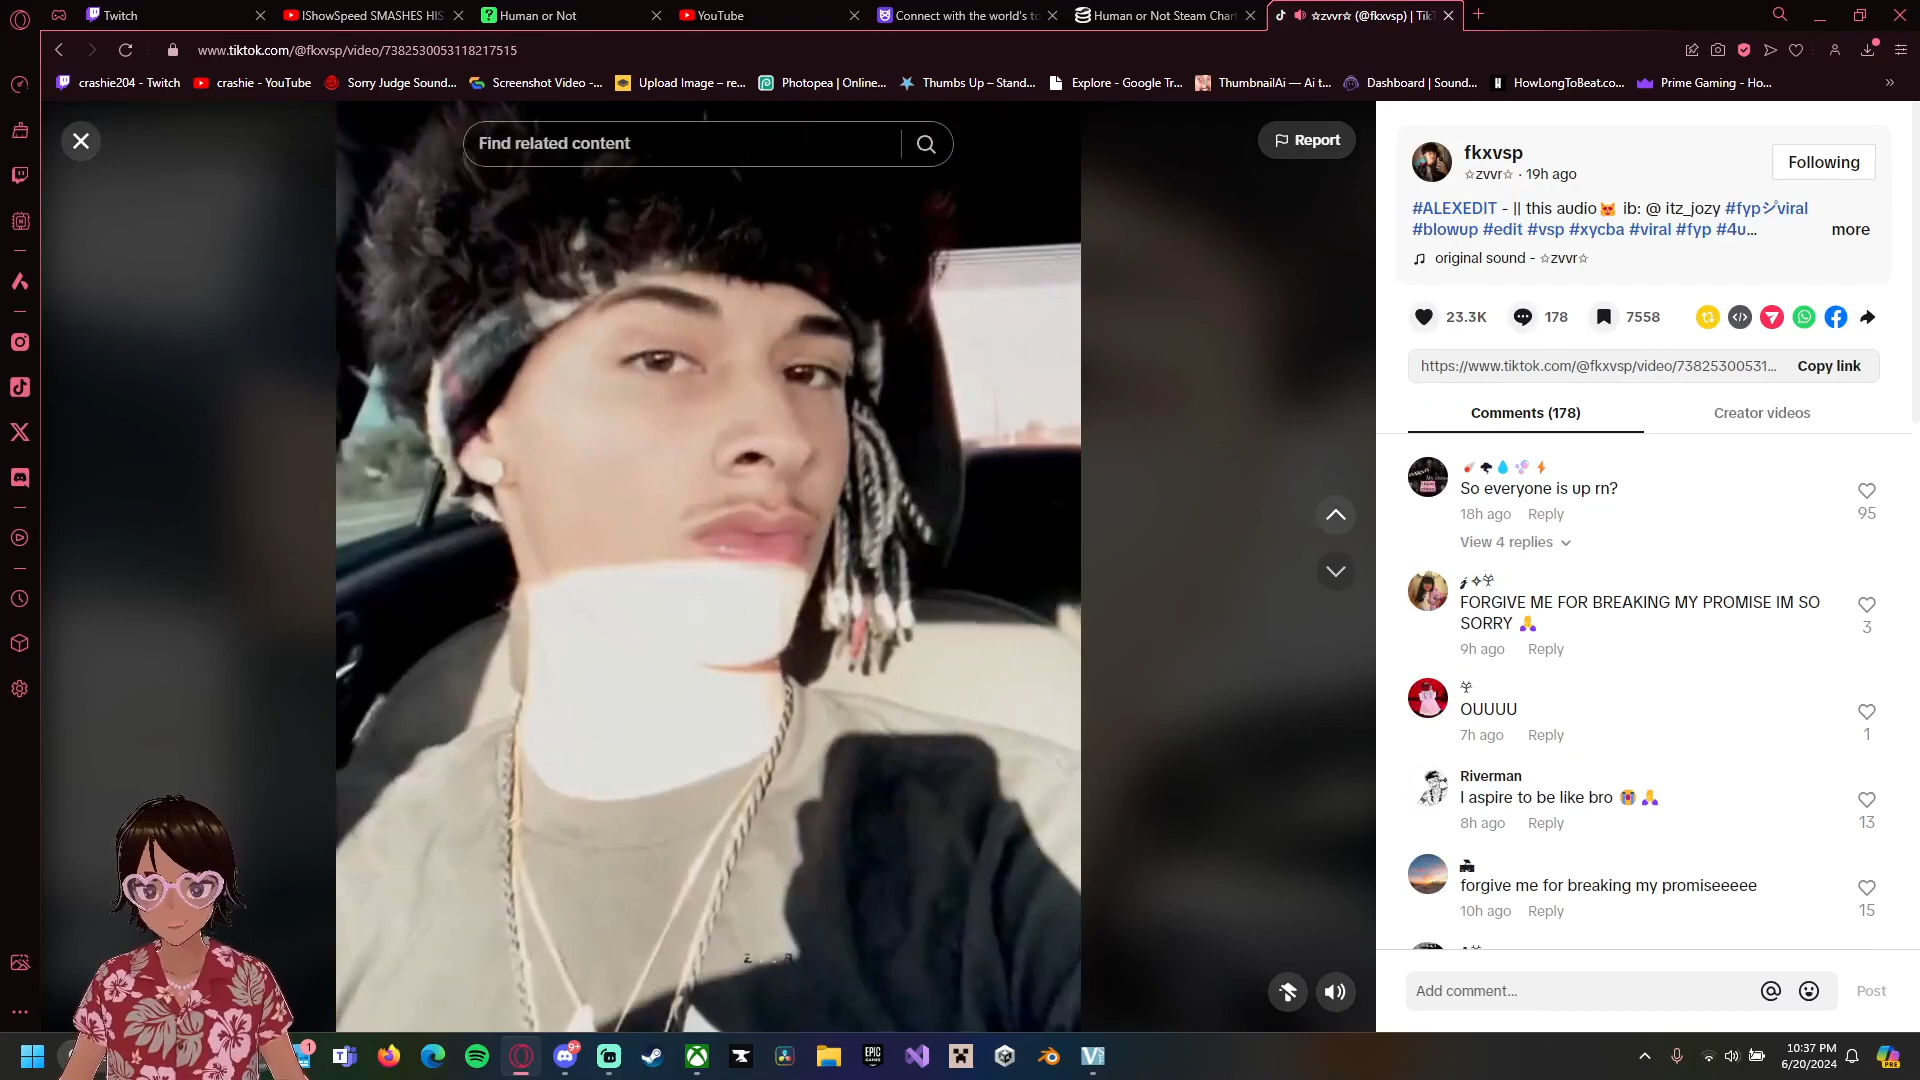 Twitch
IShowSpeed SMASHES HIS
Human or Not
YouTube
Connect with the world's to
Human or Not Steam Chart
☆zvvr☆ (@fkxvsp) | TikT
www.tiktok.com/@fkxvsp/video/7382530053118217515
crashie204 - Twitch
crashie - YouTube
Sorry Judge Sound...
Screenshot Video -...
Upload Image – re...
Photopea | Online...
Thumbs Up – Stand...
Explore - Google Tr...
ThumbnailAi — Ai t...
Dashboard | Sound...
HowLongToBeat.co...
Prime Gaming - Ho...
Find related content
Report
fkxvsp
☆zvvr☆ · 19h ago
Following
#ALEXEDIT - || this audio😻 ib: @ itz_jozy #fypシ゚viral
#blowup #edit #vsp #xycba #viral #fyp #4u...
more
original sound - ☆zvvr☆
23.3K
178
7558
https://www.tiktok.com/@fkxvsp/video/73825300531...
Copy link
Comments (178)
Creator videos
So everyone is up rn?
18h ago Reply
95
View 4 replies
FORGIVE ME FOR BREAKING MY PROMISE IM SO
SORRY 🙏
9h ago Reply
3
OUUUU
7h ago Reply
1
Riverman
I aspire to be like bro 😭 🙏
8h ago Reply
13
forgive me for breaking my promiseeeee
10h ago Reply
15
Add comment...
Post
1
9+
10:37 PM
6/20/2024